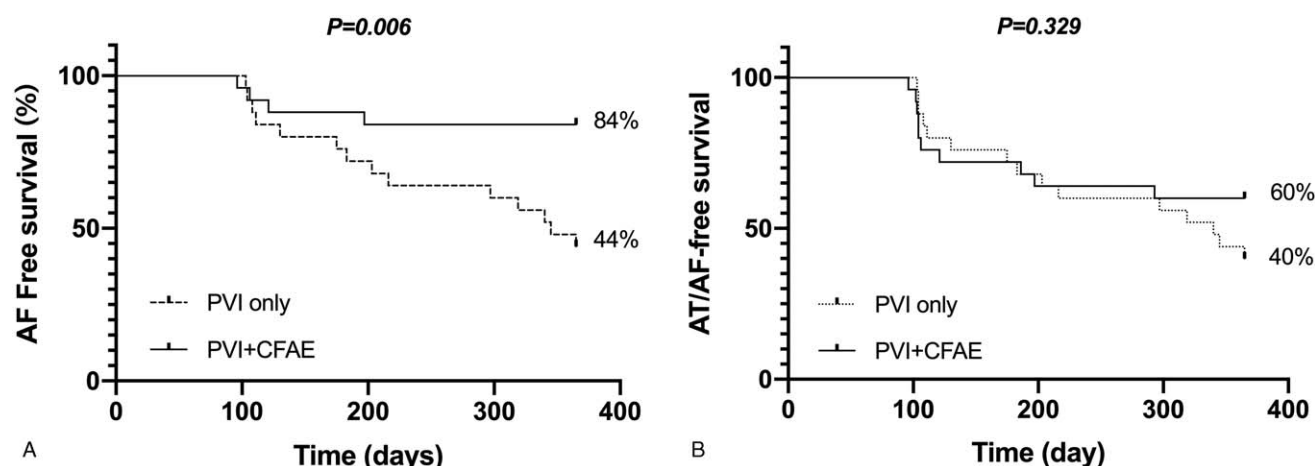 P=0.006
AF Free survival (%)
100
50
0
84%
44%
PVI only
PVI+CFAE
0 100 200 300 400
Time (days)
A
P=0.329
AT/AF-free survival
100
50
0
60%
40%
PVI only
PVI+CFAE
0 100 200 300 400
Time (day)
B